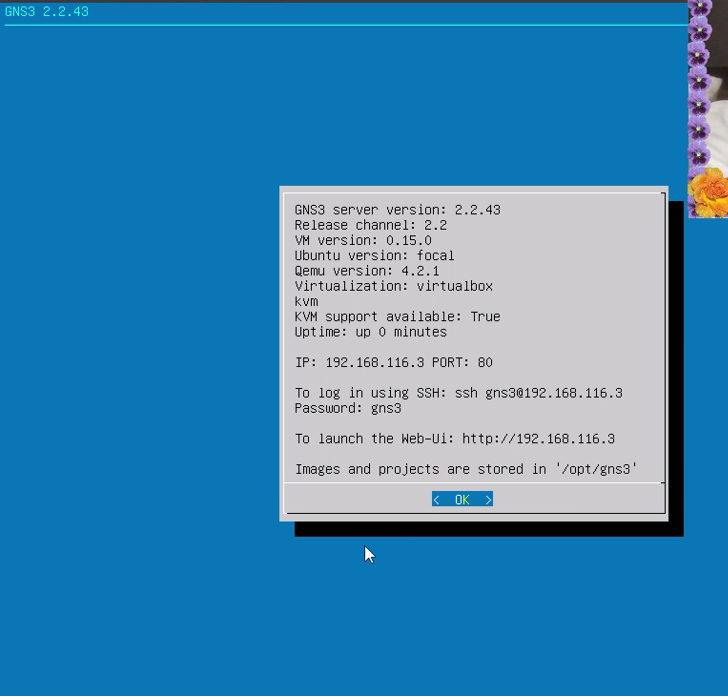 GNS3 2.2.43
GNS3 server version: 2.2.43
Release channel: 2.2
VM version: 0.15.0
Ubuntu version: focal
Qemu version: 4.2.1
Virtualization: virtualbox
kvm
KVM support available: True
Uptime: up 0 minutes
IP: 192.168.116.3 PORT: 80
To log in using SSH: ssh gns3@192.168.116.3
Password: gns3
To launch the Web-Ui: http://192.168.116.3
Images and projects are stored in '/opt/gns3'
< OK >